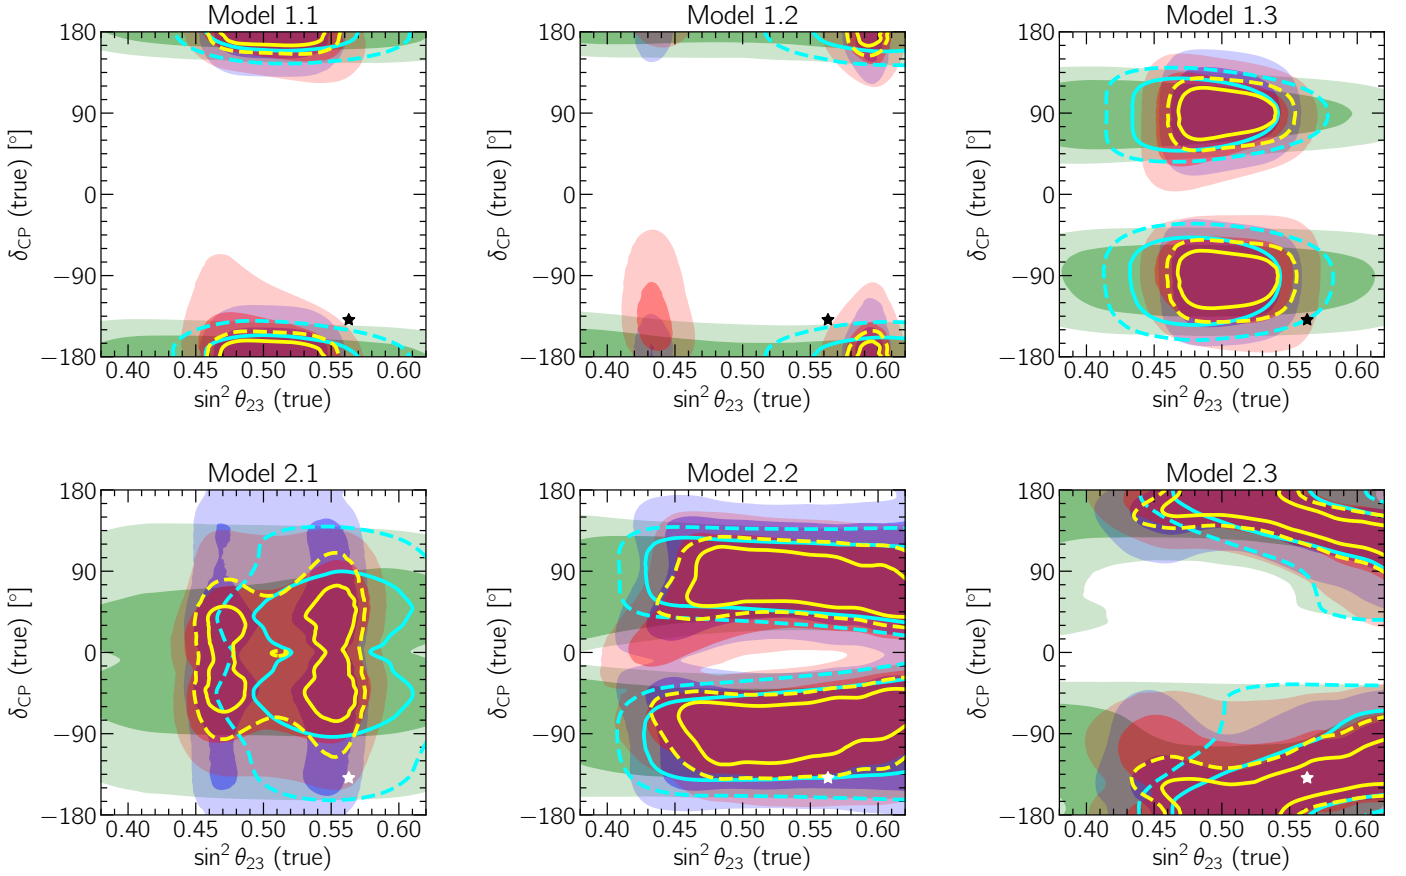 Model 1.1
180
90
0
−90
−180
δCP (true) [°]
0.40 0.45 0.50 0.55 0.60
sin² θ23 (true)
Model 1.2
180
90
0
−90
−180
δCP (true) [°]
0.40 0.45 0.50 0.55 0.60
sin² θ23 (true)
Model 1.3
180
90
0
−90
−180
δCP (true) [°]
0.40 0.45 0.50 0.55 0.60
sin² θ23 (true)
Model 2.1
180
90
0
−90
−180
δCP (true) [°]
0.40 0.45 0.50 0.55 0.60
sin² θ23 (true)
Model 2.2
180
90
0
−90
−180
δCP (true) [°]
0.40 0.45 0.50 0.55 0.60
sin² θ23 (true)
Model 2.3
180
90
0
−90
−180
δCP (true) [°]
0.40 0.45 0.50 0.55 0.60
sin² θ23 (true)